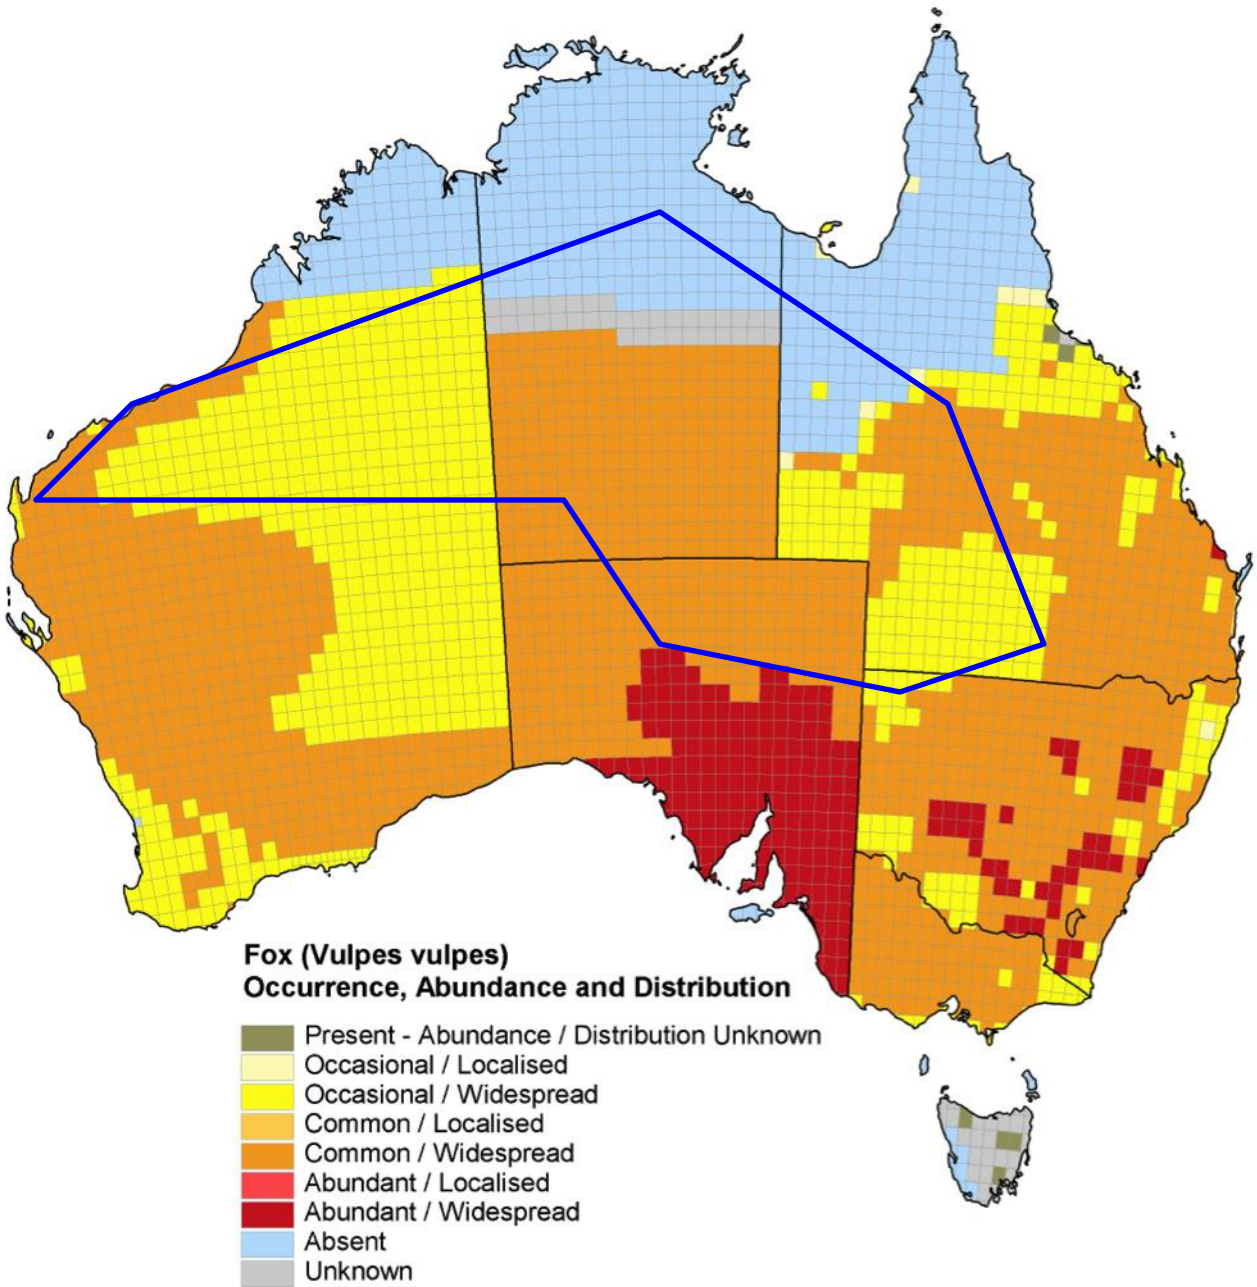 Fox (Vulpes vulpes)
Occurrence, Abundance and Distribution
Present - Abundance / Distribution Unknown
Occasional / Localised
Occasional / Widespread
Common / Localised
Common / Widespread
Abundant / Localised
Abundant / Widespread
Absent
Unknown